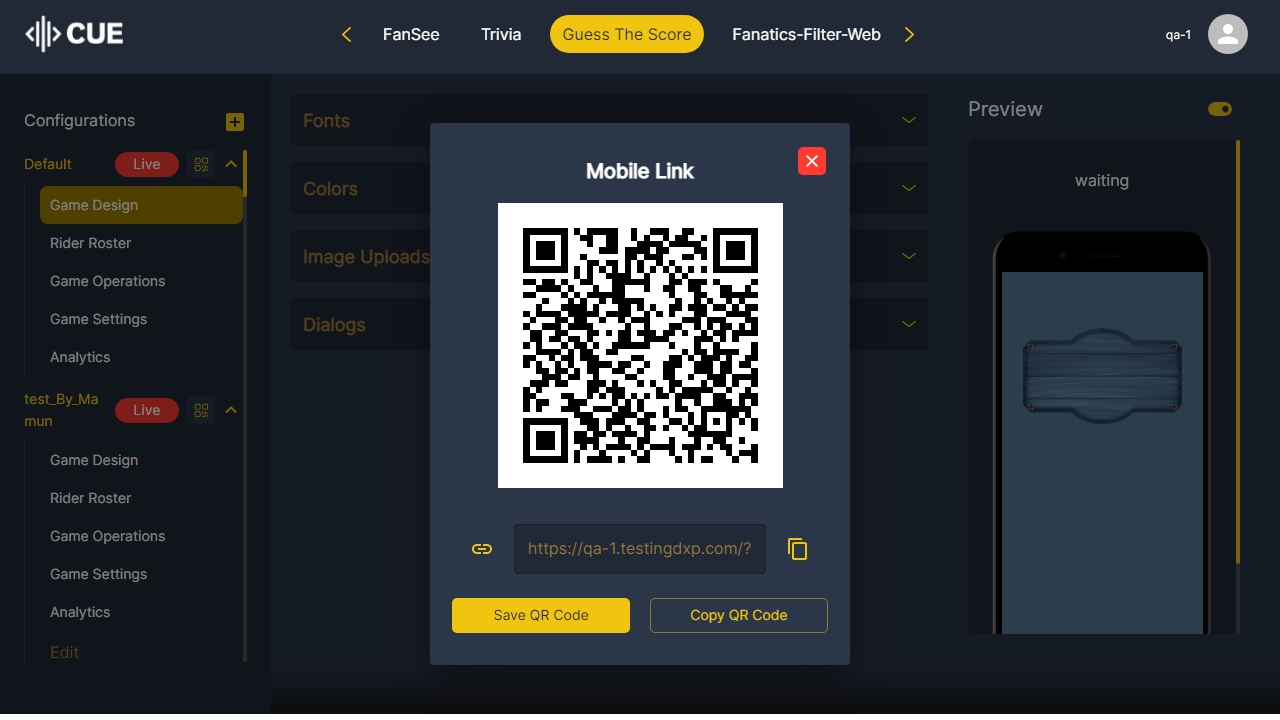 CUE
FanSee
Trivia
Guess The Score
Fanatics-Filter-Web
qa-1
Configurations
Default
Live
Game Design
Rider Roster
Game Operations
Game Settings
Analytics
test_By_Ma
mun
Live
Game Design
Rider Roster
Game Operations
Game Settings
Analytics
Edit
Fonts
Colors
Image Uploads
Dialogs
Mobile Link
https://qa-1.testingdxp.com/?
Save QR Code
Copy QR Code
Preview
waiting